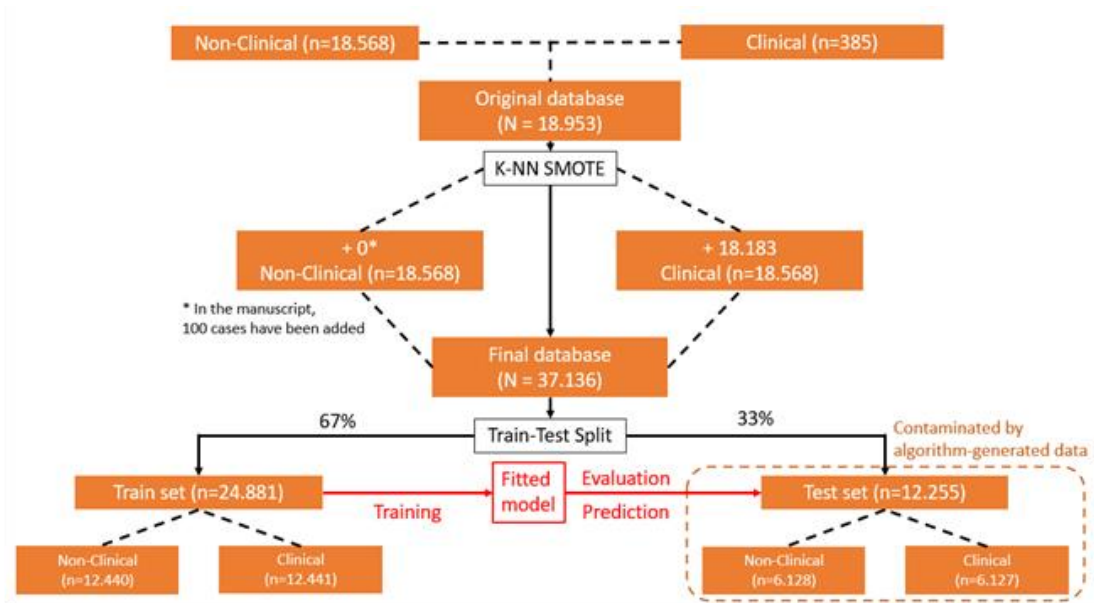 Non-Clinical (n=18.568)
Clinical (n=385)
Original database
(N = 18.953)
K-NN SMOTE
+ 0*
Non-Clinical (n=18.568)
+ 18.183
Clinical (n=18.568)
* In the manuscript,
100 cases have been added
Final database
(N = 37.136)
67%
33%
Train-Test Split
Contaminated by
algorithm-generated data
Train set (n=24.881)
Training
Fitted
model
Evaluation
Prediction
Test set (n=12.255)
Non-Clinical
(n=12.440)
Clinical
(n=12.441)
Non-Clinical
(n=6.128)
Clinical
(n=6.127)